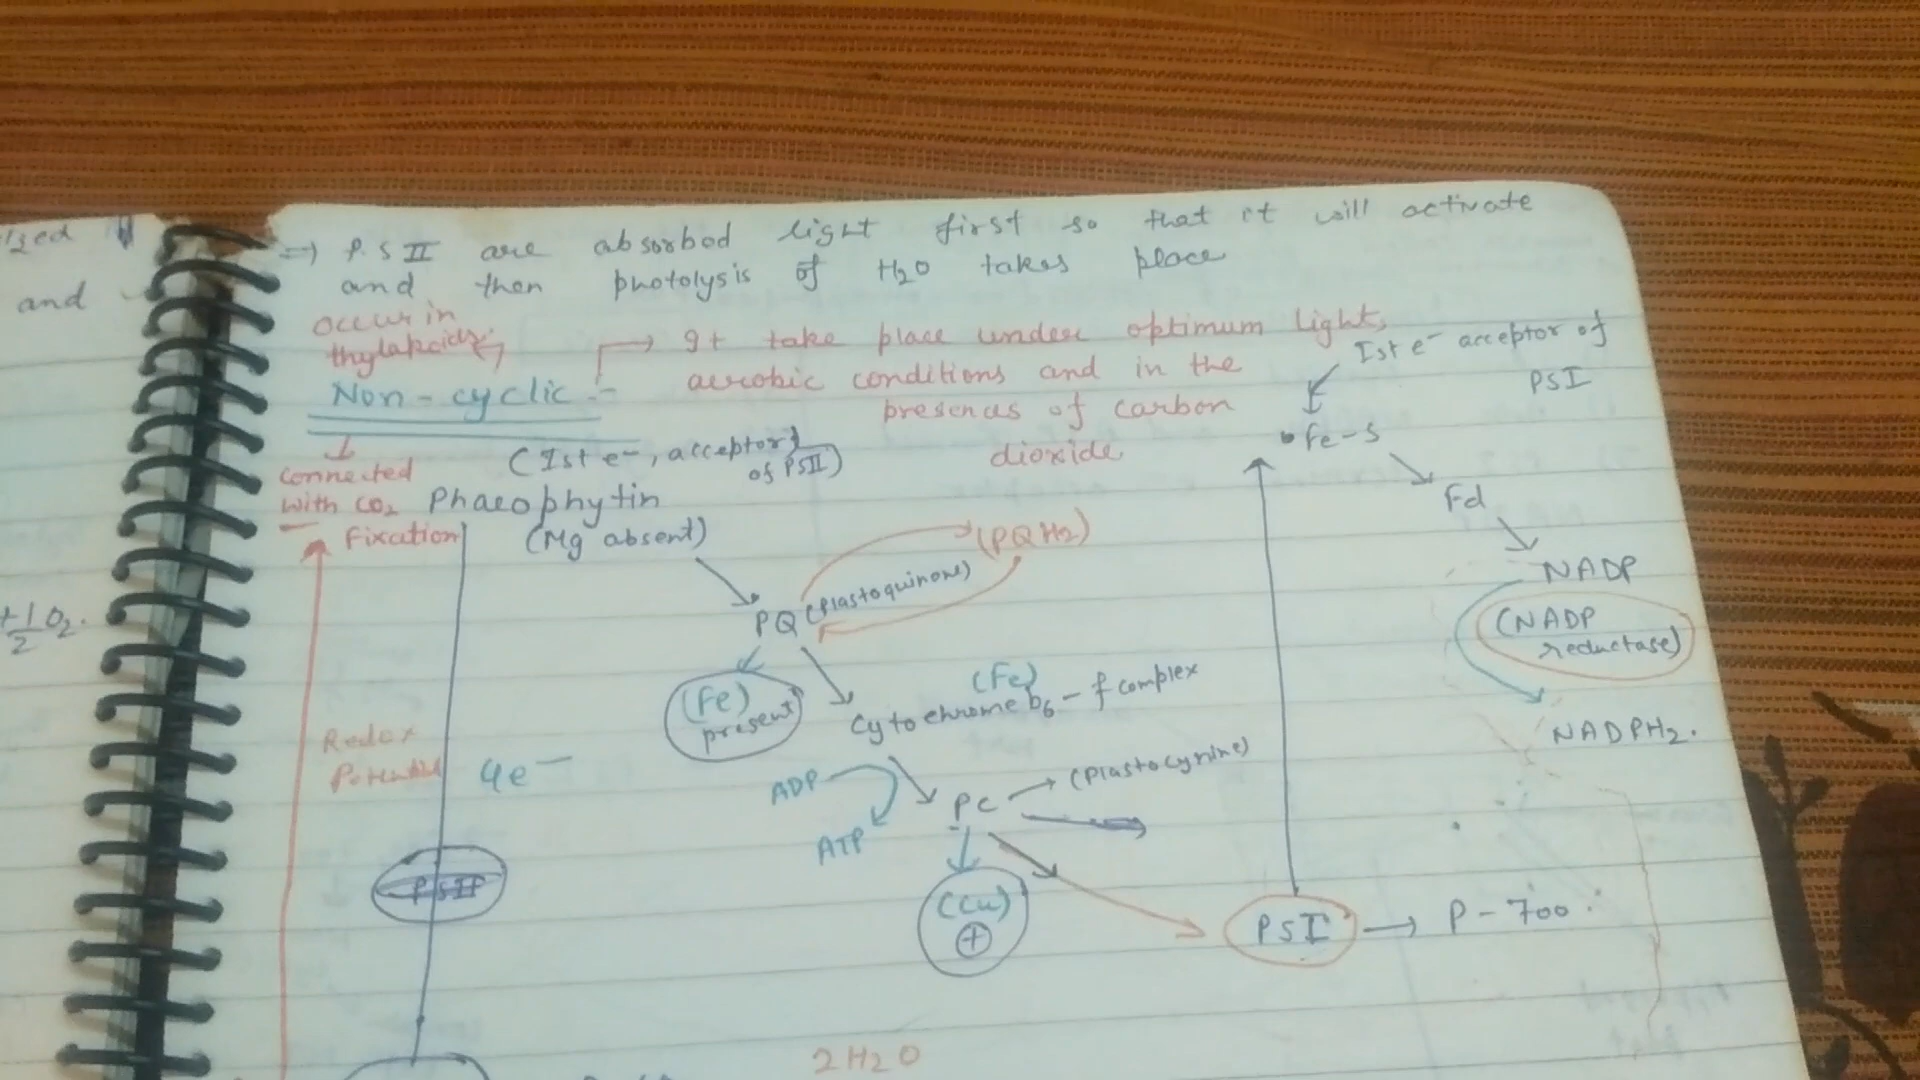 and
+1/2 O2.
=> P.S II are absorbed light first so that it will activate
and then photolysis of H2O takes place
occur in
thylakoids
Non-cyclic -
→ It take place under optimum light,
aerobic conditions and in the
presenas of carbon
dioxide
connected
with CO2
Fixation
(Ist e-, acceptor
of PSII)
Phaeophytin
(Mg absent)
(PQH2)
PQ (Plastoquinone)
(Fe)
present
(Fe)
Cytochrome b6-f complex
ADP
ATP
PC → (Plastocynine)
(Cu)
+
Redox
Potential
4e-
PSII
Ist e- acceptor of
PSI
Fe-S
Fd
NADP
(NADP
reductase)
NADPH2.
PSI → P-700.
2H2O